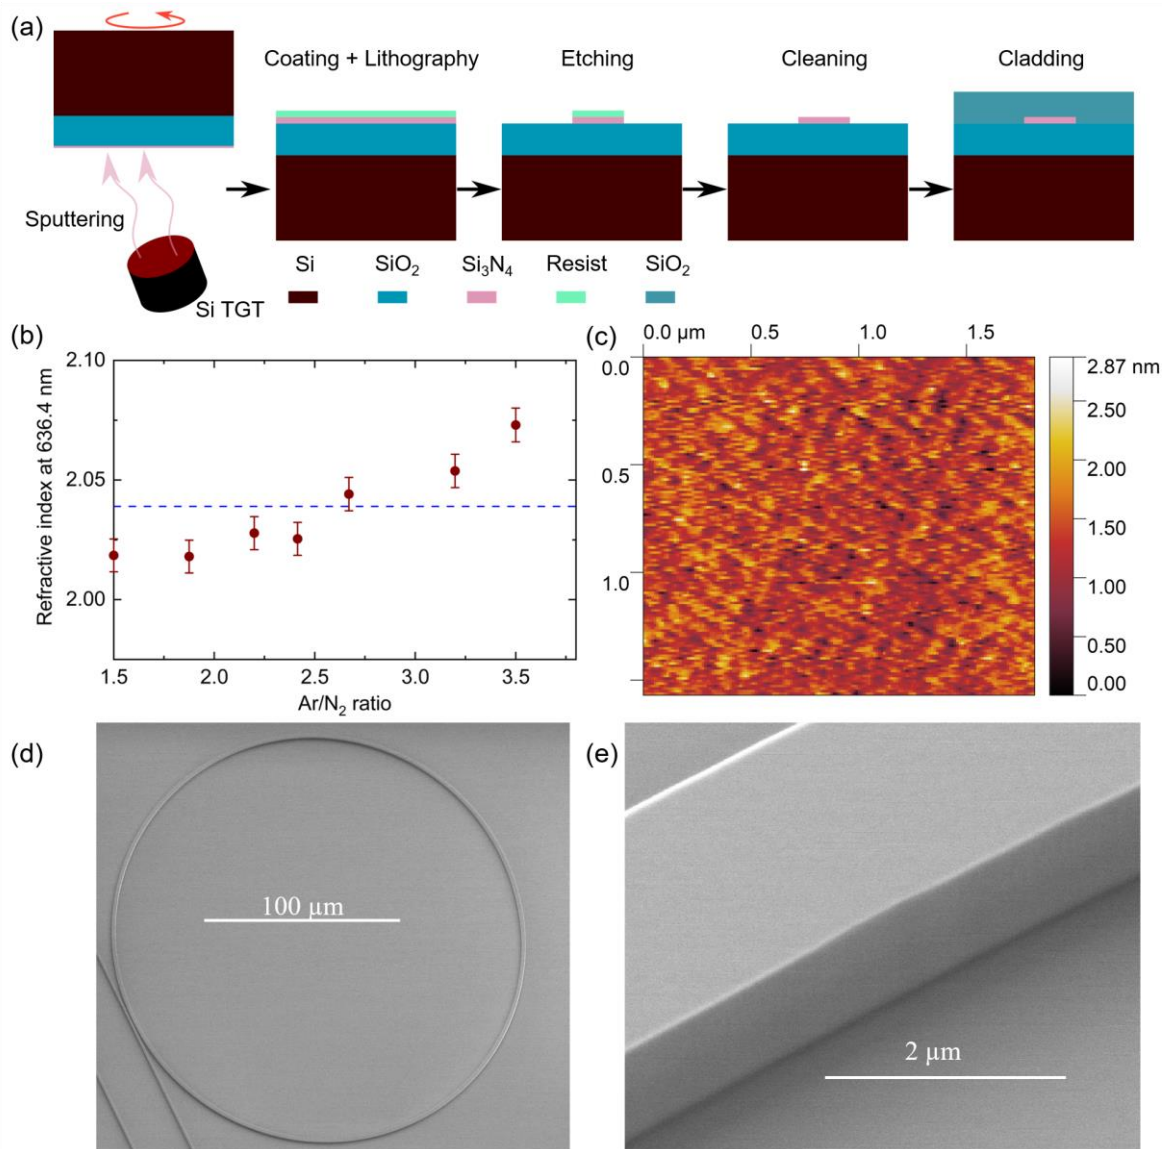 (a)
Coating + Lithography
Etching
Cleaning
Cladding
Sputtering
Si TGT
Si
SiO₂
Si₃N₄
Resist
SiO₂
(b)
Refractive index at 636.4 nm
2.10
2.05
2.00
1.5
2.0
2.5
3.0
3.5
Ar/N₂ ratio
(c)
0.0 µm
0.5
1.0
1.5
0.0
0.5
1.0
2.87 nm
2.50
2.00
1.50
1.00
0.50
0.00
(d)
100 µm
(e)
2 µm